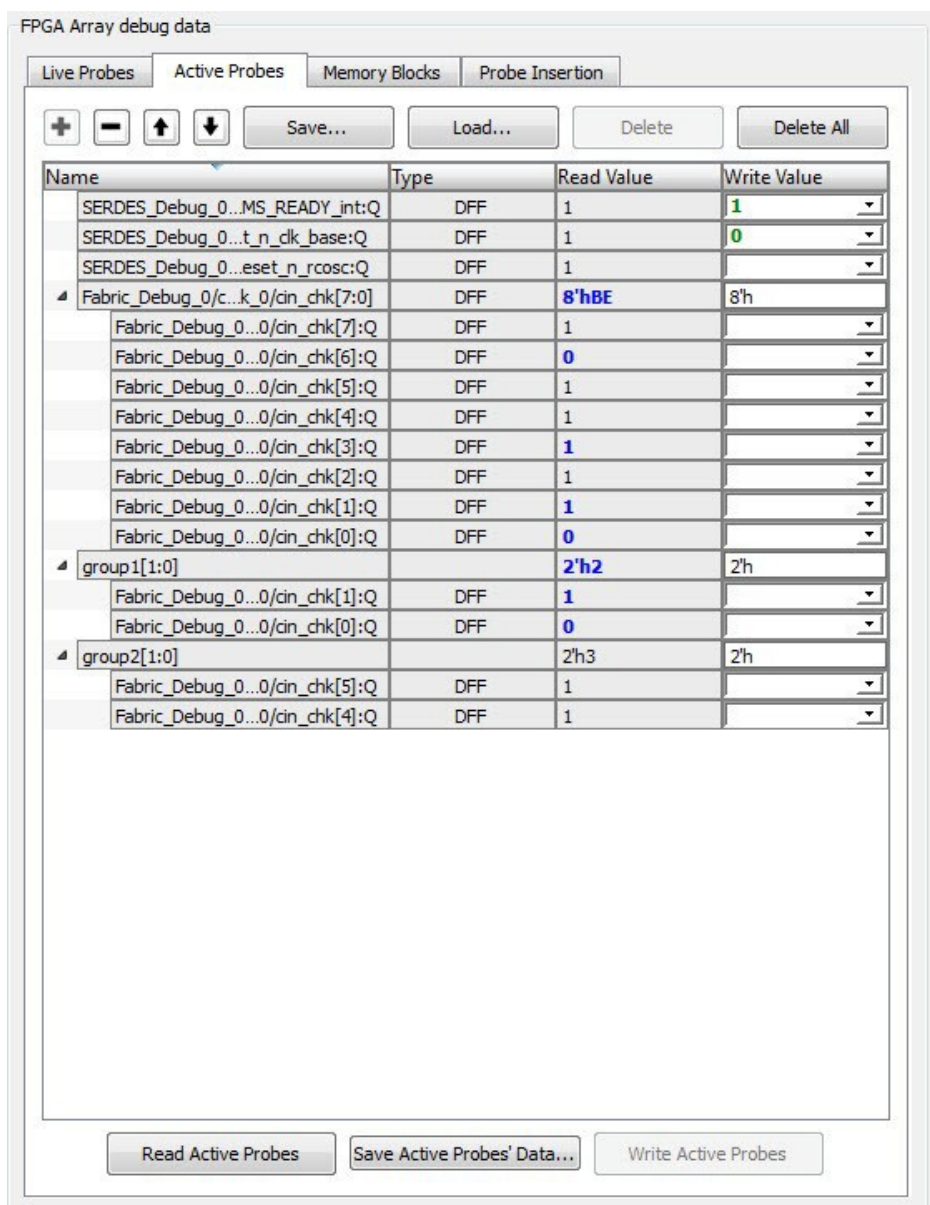 FPGA Array debug data
Live Probes Active Probes Memory Blocks Probe Insertion
+ - Save... Load... Delete Delete All
Name Type Read Value Write Value
SERDES_Debug_0...MS_READY_int:Q DFF 1 1
SERDES_Debug_0...t_n_clk_base:Q DFF 1 0
SERDES_Debug_0...eset_n_rcosc:Q DFF 1
Fabric_Debug_0/c...k_0/cin_chk[7:0] DFF 8'hBE 8'h
Fabric_Debug_0...0/cin_chk[7]:Q DFF 1
Fabric_Debug_0...0/cin_chk[6]:Q DFF 0
Fabric_Debug_0...0/cin_chk[5]:Q DFF 1
Fabric_Debug_0...0/cin_chk[4]:Q DFF 1
Fabric_Debug_0...0/cin_chk[3]:Q DFF 1
Fabric_Debug_0...0/cin_chk[2]:Q DFF 1
Fabric_Debug_0...0/cin_chk[1]:Q DFF 1
Fabric_Debug_0...0/cin_chk[0]:Q DFF 0
group1[1:0] 2'h2 2'h
Fabric_Debug_0...0/cin_chk[1]:Q DFF 1
Fabric_Debug_0...0/cin_chk[0]:Q DFF 0
group2[1:0] 2'h3 2'h
Fabric_Debug_0...0/cin_chk[5]:Q DFF 1
Fabric_Debug_0...0/cin_chk[4]:Q DFF 1
Read Active Probes Save Active Probes' Data... Write Active Probes